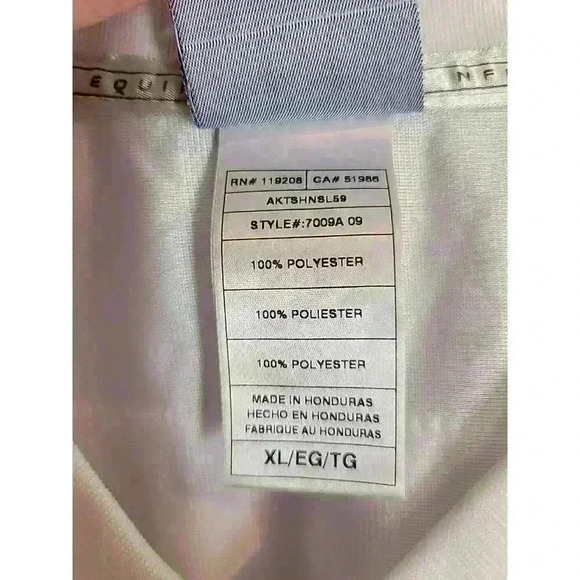 EQUI
NF
RN# 119208 CA# 51986
AKTSHNSL59
STYLE#:7009A 09
100% POLYESTER
100% POLIESTER
100% POLYESTER
MADE IN HONDURAS
HECHO EN HONDURAS
FABRIQUE AU HONDURAS
XL/EG/TG